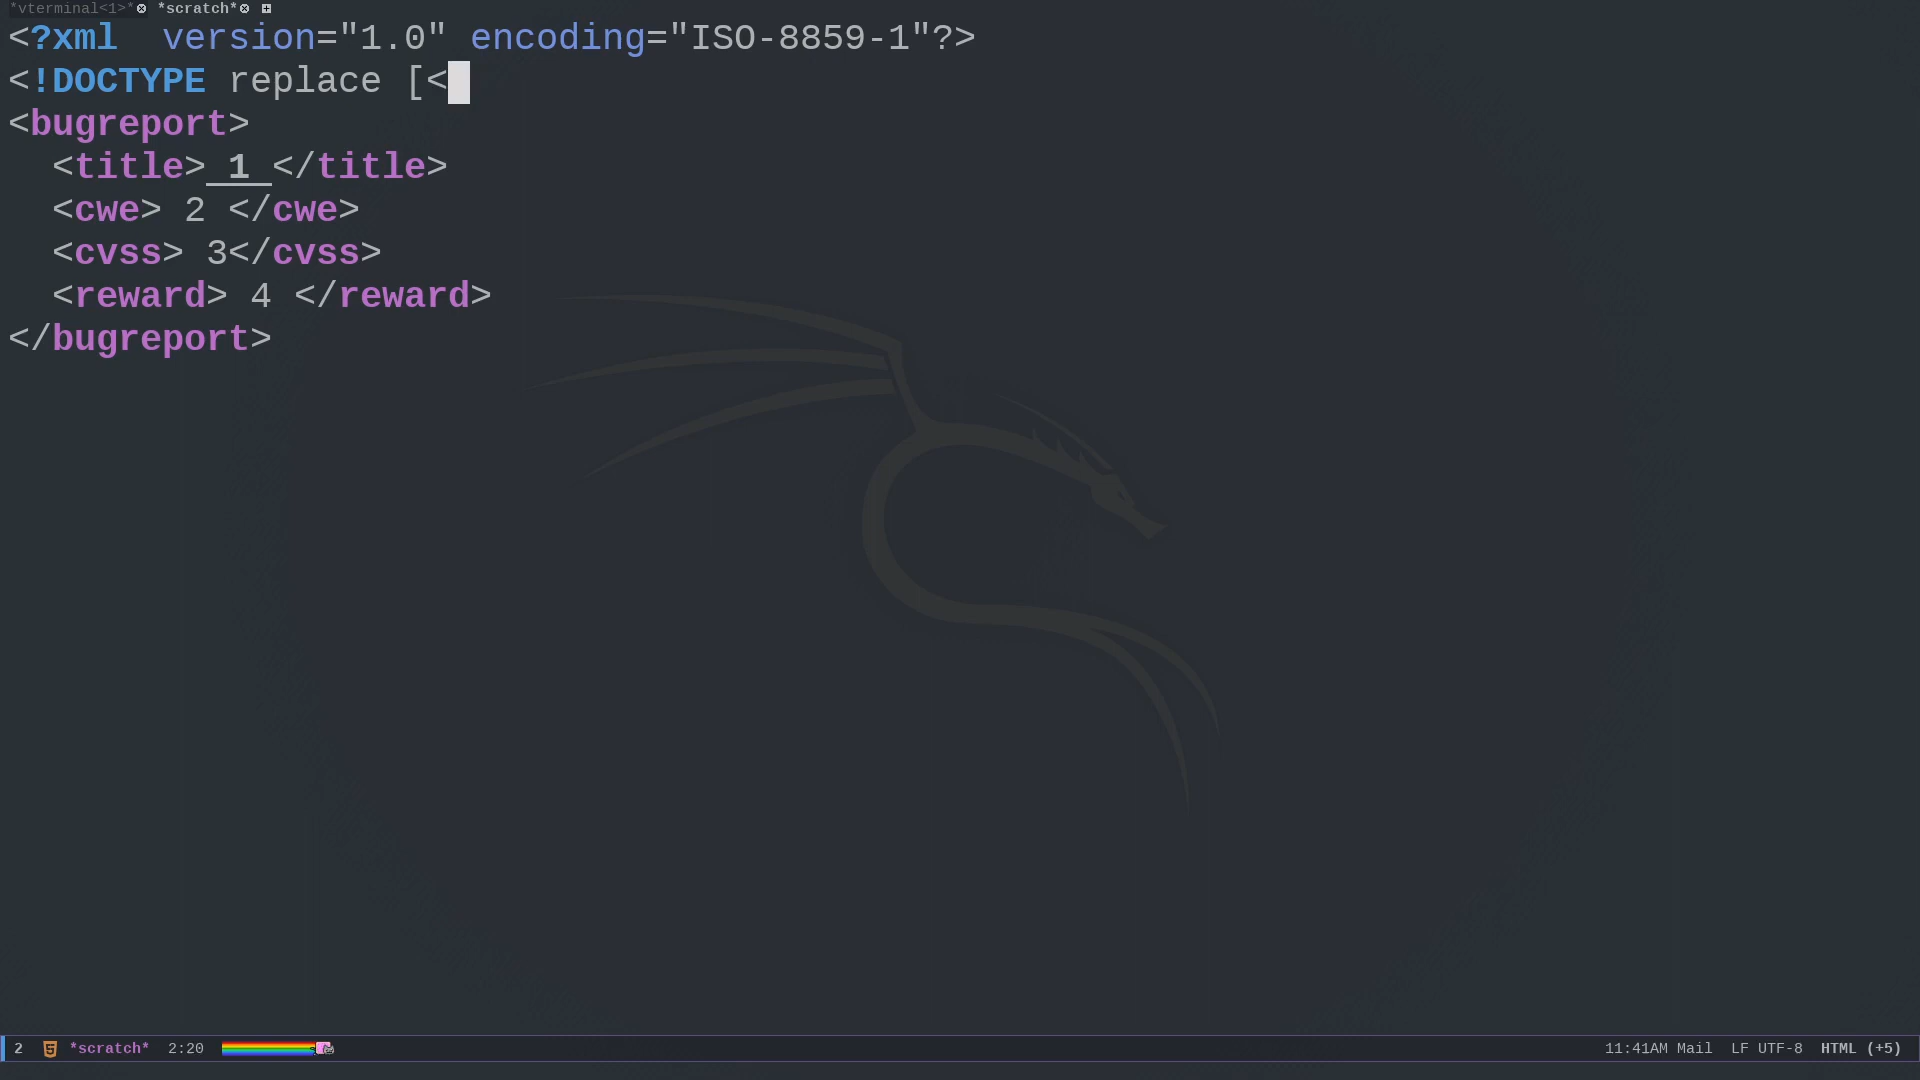 *vterminal<1>* *scratch*
<?xml  version="1.0" encoding="ISO-8859-1"?>
<!DOCTYPE replace [<
<bugreport>
  <title> 1 </title>
  <cwe> 2 </cwe>
  <cvss> 3</cvss>
  <reward> 4 </reward>
</bugreport>
2 *scratch* 2:20 11:41AM Mail LF UTF-8 HTML (+5)